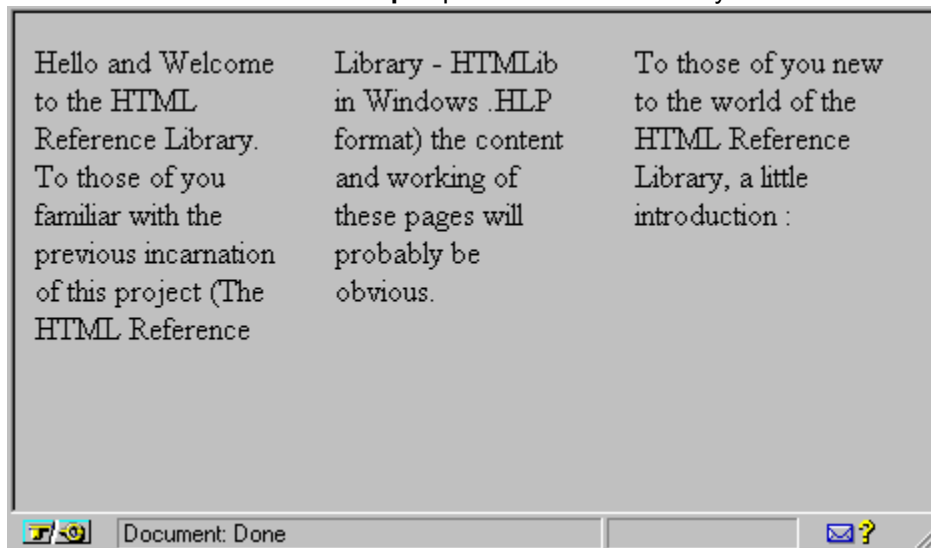 Hello and Welcome
to the HTML
Reference Library.
To those of you
familiar with the
previous incarnation
of this project (The
HTML Reference
Library - HTMLib
in Windows .HLP
format) the content
and working of
these pages will
probably be
obvious.
To those of you new
to the world of the
HTML Reference
Library, a little
introduction :
Document: Done